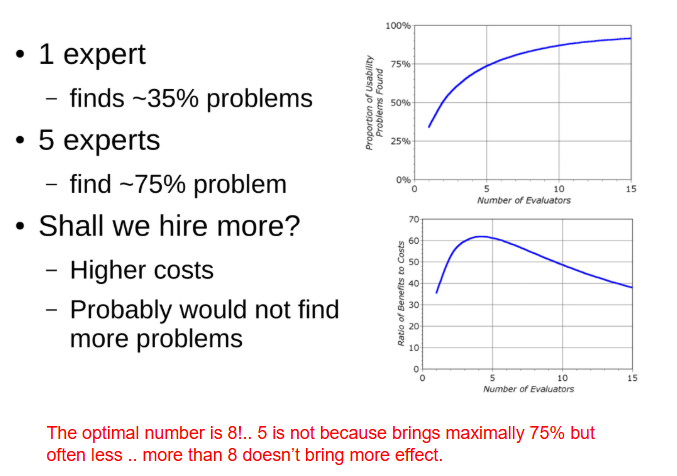 • 1 expert
– finds ~35% problems
• 5 experts
– find ~75% problem
• Shall we hire more?
– Higher costs
– Probably would not find
more problems
100%
75%
50%
25%
0%
0 5 10 15
Proportion of Usability
Problems Found
Number of Evaluators
70
60
50
40
30
20
10
0
0 5 10 15
Ratio of Benefits to Costs
Number of Evaluators
The optimal number is 8!.. 5 is not because brings maximally 75% but
often less .. more than 8 doesn’t bring more effect.